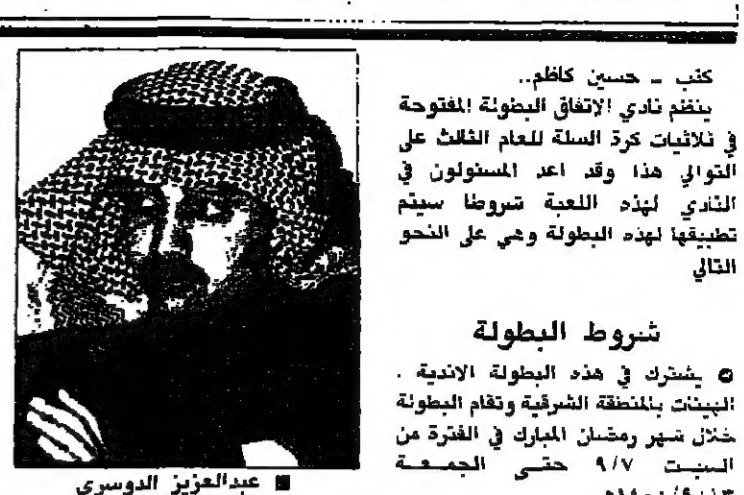 كتب - حسين كاظم..
ينظم نادي الاتفاق البطولة المفتوحة
في ثلاثيات كرة السلة للعام الثالث على
التوالي هذا وقد اعد المسئولون في
النادي لهذه اللعبة شروطا سيتم
تطبيقها لهذه البطولة وهي على النحو
التالي
شروط البطولة
يشترك في هذه البطولة الاندية .
الهيئات بالمنطقة الشرقية وتقام البطولة
خلال شهر رمضان المبارك في الفترة من
السبت ٩/٧ حتى الجمعة
عبدالعزيز الدوسري